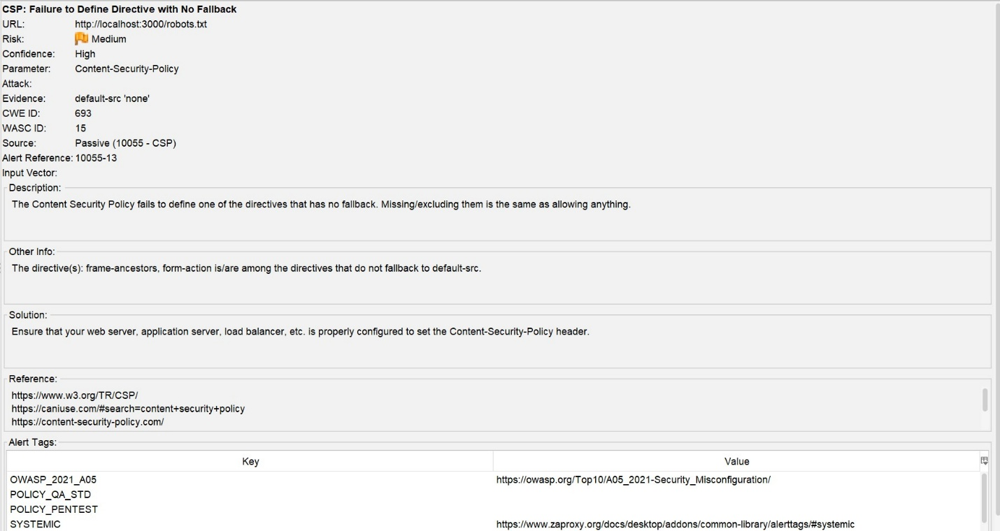 CSP: Failure to Define Directive with No Fallback
URL: http://localhost:3000/robots.txt
Risk: Medium
Confidence: High
Parameter: Content-Security-Policy
Attack:
Evidence: default-src 'none'
CWE ID: 693
WASC ID: 15
Source: Passive (10055 - CSP)
Alert Reference: 10055-13
Input Vector:
Description:
The Content Security Policy fails to define one of the directives that has no fallback. Missing/excluding them is the same as allowing anything.
Other Info:
The directive(s): frame-ancestors, form-action is/are among the directives that do not fallback to default-src.
Solution:
Ensure that your web server, application server, load balancer, etc. is properly configured to set the Content-Security-Policy header.
Reference:
https://www.w3.org/TR/CSP/
https://caniuse.com/#search=content+security+policy
https://content-security-policy.com/
Alert Tags:
Key Value
OWASP_2021_A05 https://owasp.org/Top10/A05_2021-Security_Misconfiguration/
POLICY_QA_STD
POLICY_PENTEST
SYSTEMIC https://www.zaproxy.org/docs/desktop/addons/common-library/alerttags/#systemic